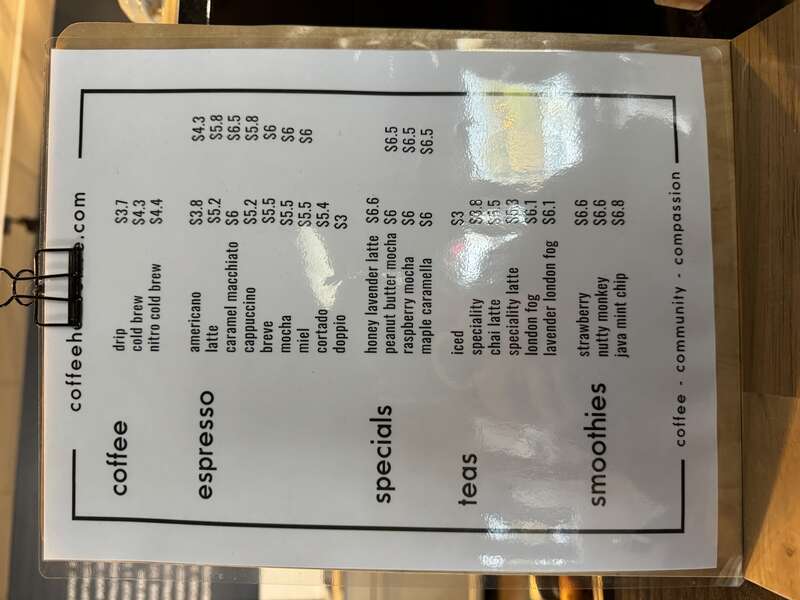 coffee
drip $3.7
cold brew $4.3
nitro cold brew $4.4
espresso
americano $3.8 $4.3
latte $5.2 $5.8
caramel macchiato $6 $6.5
cappuccino $5.2 $5.8
breve $5.5 $6
mocha $5.5 $6
miel $5.5 $6
cortado $5.4
doppio $3
specials
honey lavender latte $6.6
peanut butter mocha $6 $6.5
raspberry mocha $6 $6.5
maple caramella $6 $6.5
teas
iced $3
speciality $3.8
chai latte
speciality latte
london fog $6.1
lavender london fog $6.1
smoothies
strawberry $6.6
nutty monkey $6.6
java mint chip $6.8
coffee - community - compassion